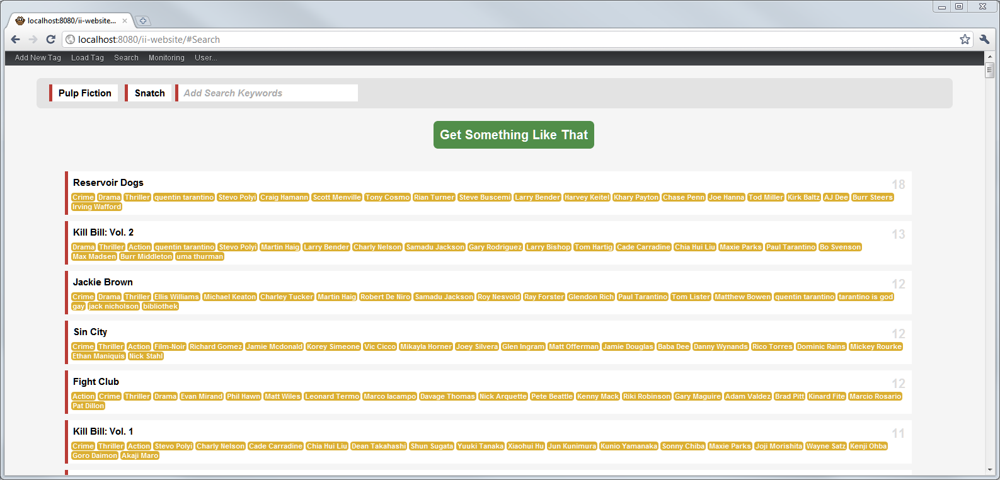 localhost:8080/ii-website...
localhost:8080/ii-website/#Search
Add New Tag Load Tag Search Monitoring User...
Pulp Fiction Snatch Add Search Keywords
Get Something Like That
Reservoir Dogs 18
Crime Drama Thriller quentin tarantino Stevo Polyi Craig Hamann Scott Menville Tony Cosmo Rian Turner Steve Buscemi Larry Bender Harvey Keitel Khary Payton Chase Penn Joe Hanna Tod Miller Kirk Baltz AJ Dee Burr Steers
Irving Wafford
Kill Bill: Vol. 2 13
Drama Thriller Action quentin tarantino Stevo Polyi Martin Haig Larry Bender Charly Nelson Samadu Jackson Gary Rodriguez Larry Bishop Tom Hartig Cade Carradine Chia Hui Liu Maxie Parks Paul Tarantino Bo Svenson
Max Madsen Burr Middleton uma thurman
Jackie Brown 12
Crime Drama Thriller Ellis Williams Michael Keaton Charley Tucker Martin Haig Robert De Niro Samadu Jackson Roy Nesvold Ray Forster Glendon Rich Paul Tarantino Tom Lister Matthew Bowen quentin tarantino tarantino is god
gay jack nicholson bibliothek
Sin City 12
Crime Thriller Action Film-Noir Richard Gomez Jamie Mcdonald Korey Simeone Vic Cicco Mikayla Horner Joey Silvera Glen Ingram Matt Offerman Jamie Douglas Baba Dee Danny Wynands Rico Torres Dominic Rains Mickey Rourke
Ethan Maniquis Nick Stahl
Fight Club 12
Action Crime Thriller Drama Evan Mirand Phil Hawn Matt Wiles Leonard Termo Marco Iacampo Davage Thomas Nick Arquette Pete Beattle Kenny Mack Riki Robinson Gary Maguire Adam Valdez Brad Pitt Kinard Fite Marcio Rosario
Pat Dillon
Kill Bill: Vol. 1 11
Crime Thriller Action Stevo Polyi Charly Nelson Cade Carradine Chia Hui Liu Dean Takahashi Shun Sugata Yuuki Tanaka Xiaohui Hu Jun Kunimura Kunio Yamanaka Sonny Chiba Maxie Parks Joji Morishita Wayne Satz Kenji Ohba
Goro Daimon Akaji Maro